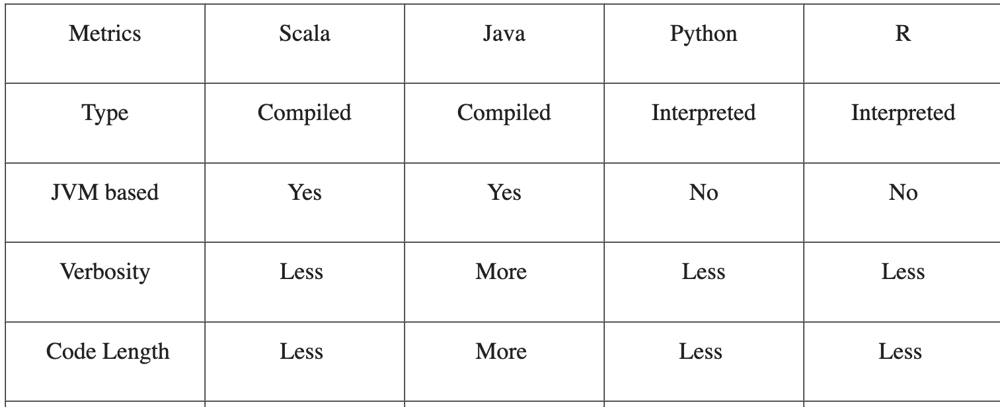 Metrics Scala Java Python R
Type Compiled Compiled Interpreted Interpreted
JVM based Yes Yes No No
Verbosity Less More Less Less
Code Length Less More Less Less